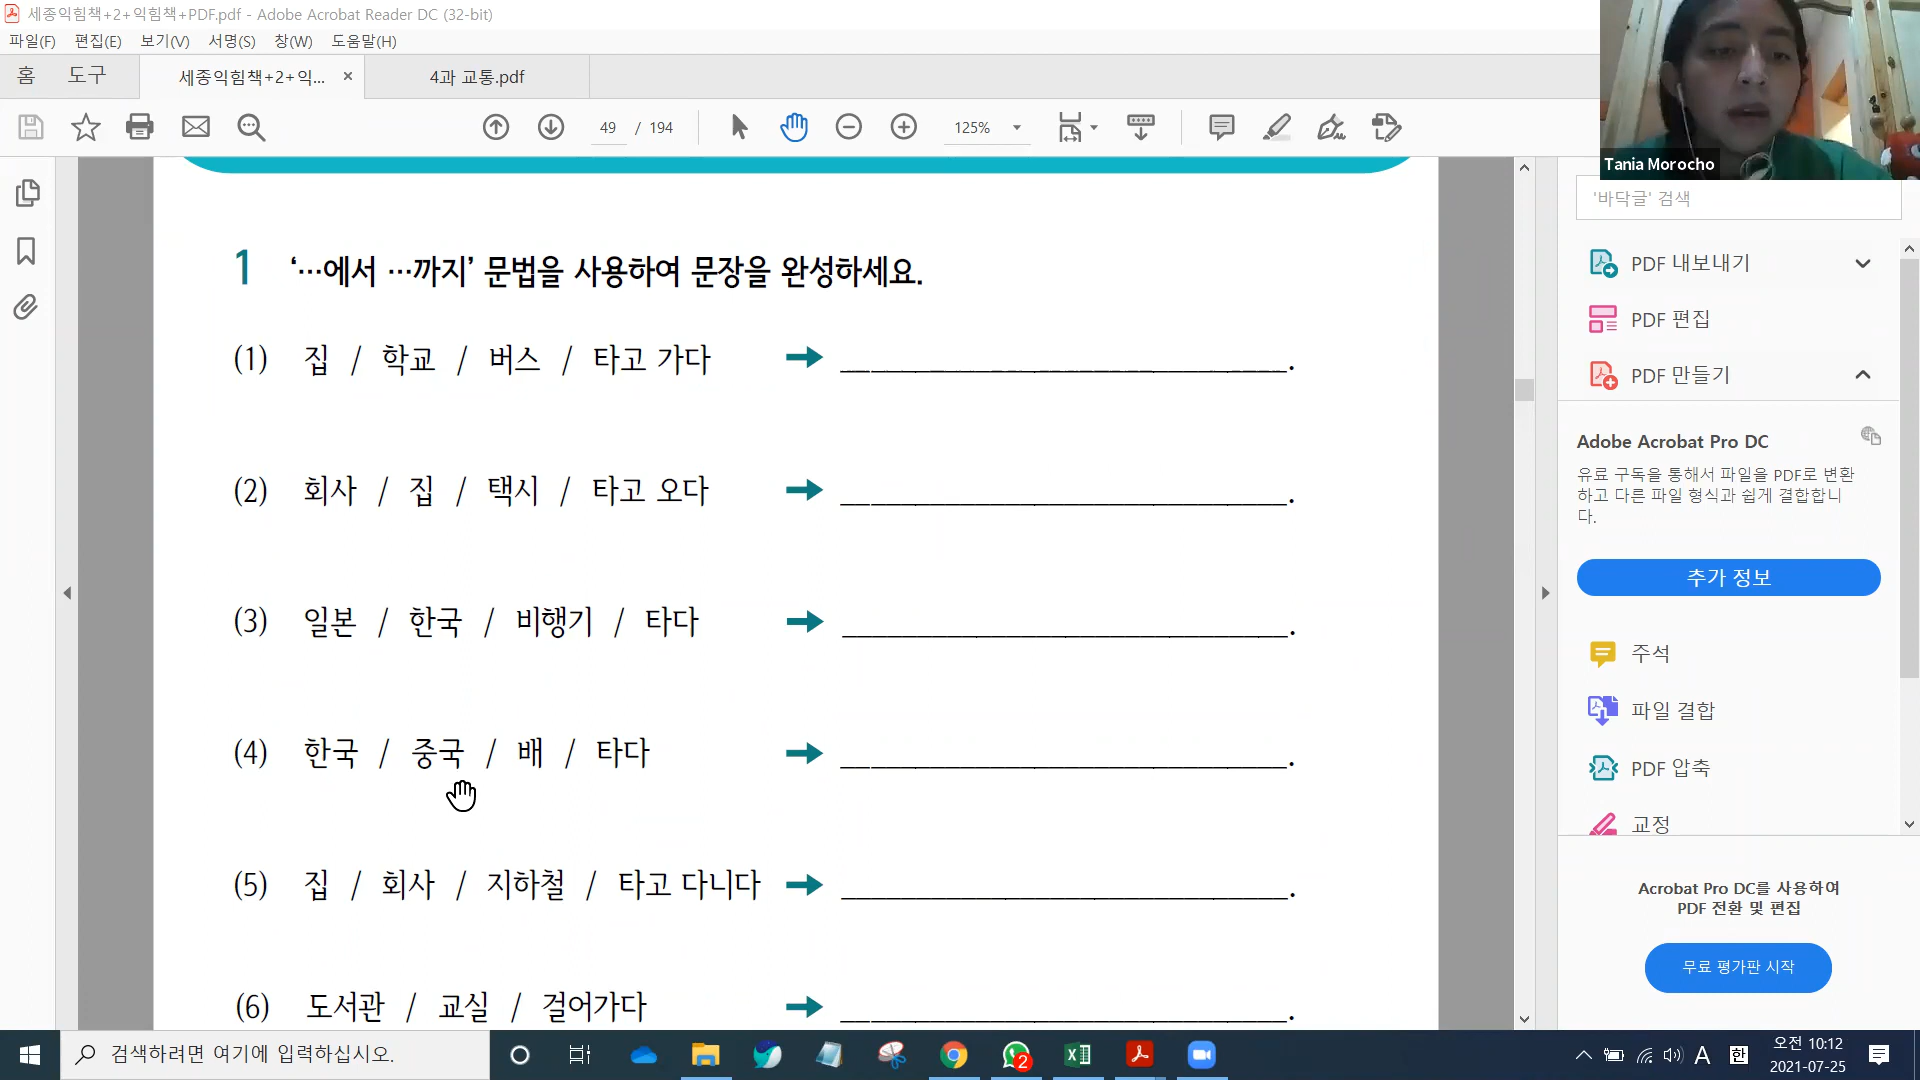 세종익힘책+2+익힘책+PDF.pdf - Adobe Acrobat Reader DC (32-bit)
파일(F) 편집(E) 보기(V) 서명(S) 창(W) 도움말(H)
홈 도구 세종익힘책+2+익... × 4과 교통.pdf
49 / 194 125%
Tania Morocho
'바닥글' 검색
1 '…에서 …까지' 문법을 사용하여 문장을 완성하세요.
(1) 집 / 학교 / 버스 / 타고 가다 ➡ ______________________________.
(2) 회사 / 집 / 택시 / 타고 오다 ➡ ______________________________.
(3) 일본 / 한국 / 비행기 / 타다 ➡ ______________________________.
(4) 한국 / 중국 / 배 / 타다 ➡ ______________________________.
(5) 집 / 회사 / 지하철 / 타고 다니다 ➡ ______________________________.
(6) 도서관 / 교실 / 걸어가다 ➡ ______________________________.
PDF 내보내기
PDF 편집
PDF 만들기
Adobe Acrobat Pro DC
유료 구독을 통해서 파일을 PDF로 변환
하고 다른 파일 형식과 쉽게 결합합니
다.
추가 정보
주석
파일 결합
PDF 압축
교정
Acrobat Pro DC를 사용하여
PDF 전환 및 편집
무료 평가판 시작
검색하려면 여기에 입력하십시오.
2
A 한 오전 10:12
2021-07-25